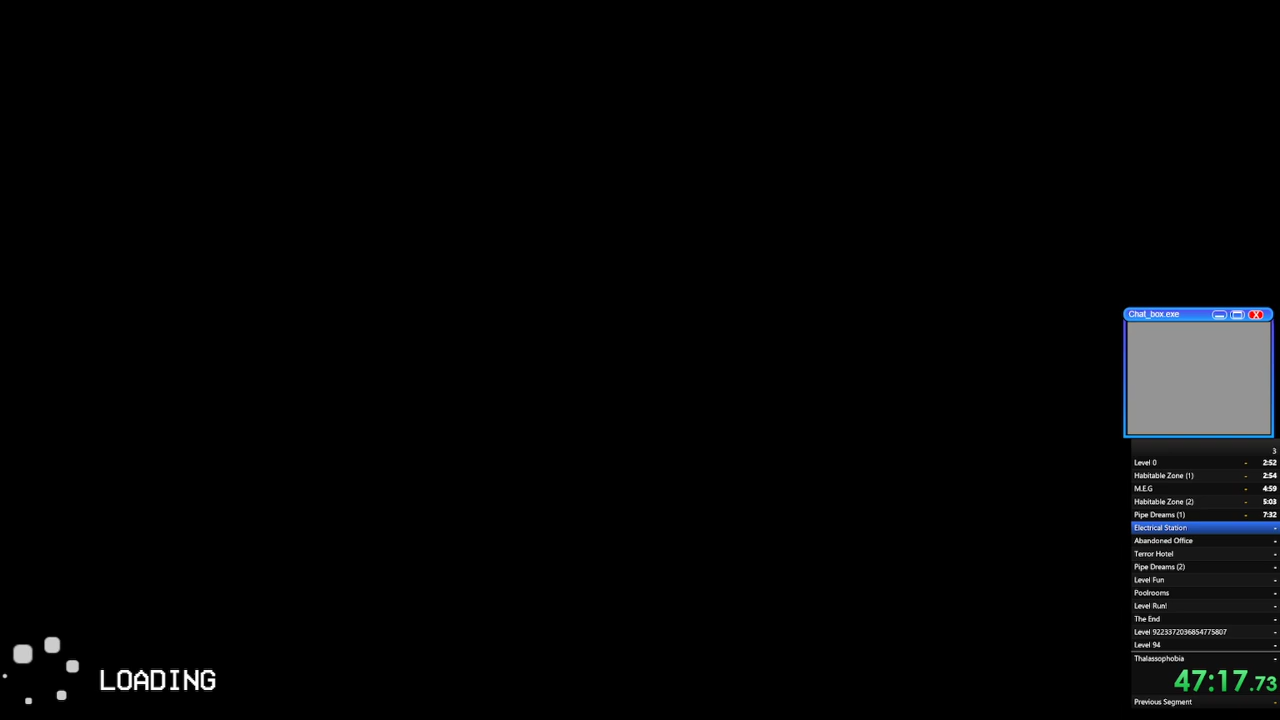 Chat_box.exe
3
Level 0 - 2:52
Habitable Zone (1) - 2:54
M.E.G - 4:59
Habitable Zone (2) - 5:03
Pipe Dreams (1) - 7:32
Electrical Station -
Abandoned Office -
Terror Hotel -
Pipe Dreams (2) -
Level Fun -
Poolrooms -
Level Run! -
The End -
Level 9223372036854775807 -
Level 94 -
Thalassophobia -
47:17.73
LOADING
Previous Segment -